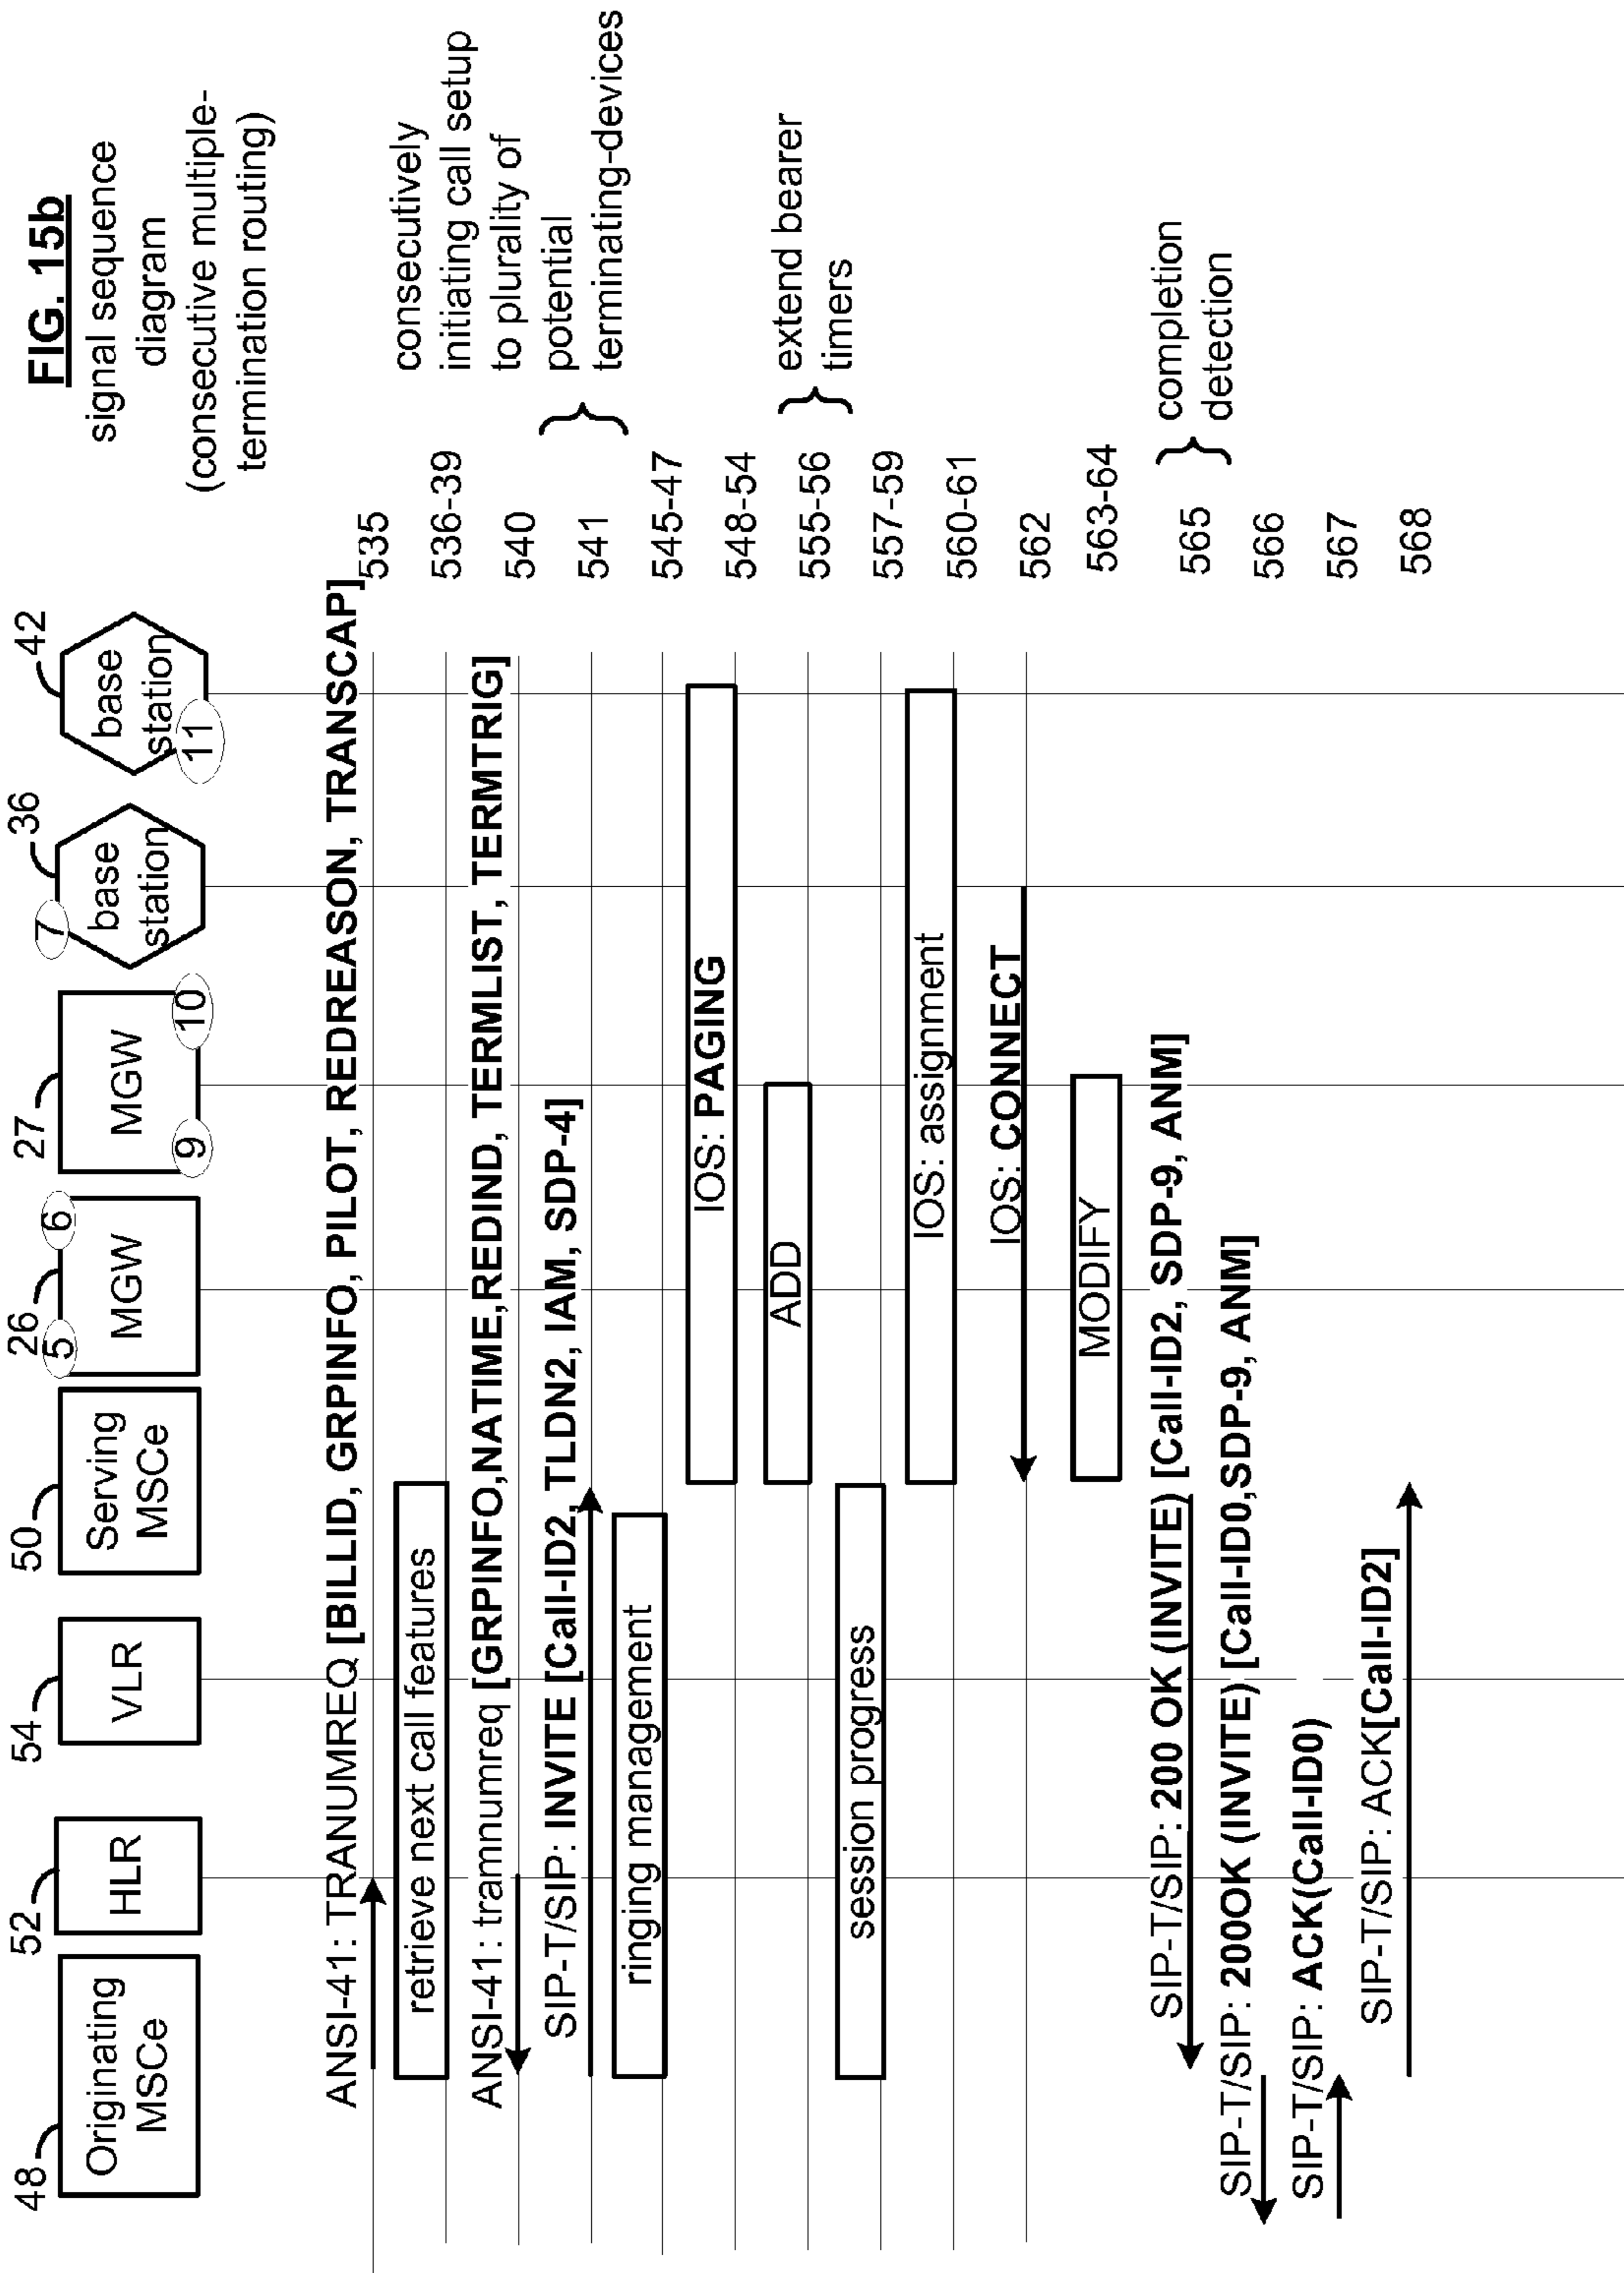 FIG. 15b
signal sequence
diagram
(consecutive multiple-
termination routing)
48
52
54
50
26
27
36
42
Originating
MSCe
HLR
VLR
Serving
MSCe
MGW
5
6
MGW
9
10
base
station
7
base
station
11
ANSI-41: TRANUMREQ [BILLID, GRPINFO, PILOT, REDREASON, TRANSCAP]
535
retrieve next call features
536-39
ANSI-41: tramnumreq [GRPINFO,NATIME,REDIND, TERMLIST, TERMTRIG]
540
SIP-T/SIP: INVITE [Call-ID2, TLDN2, IAM, SDP-4]
541
consecutively
initiating call setup
to plurality of
potential
terminating-devices
ringing management
545-47
IOS: PAGING
548-54
ADD
555-56
extend bearer
timers
session progress
557-59
IOS: assignment
560-61
IOS: CONNECT
562
MODIFY
563-64
SIP-T/SIP: 200 OK (INVITE) [Call-ID2, SDP-9, ANM]
565
completion
detection
SIP-T/SIP: 200OK (INVITE) [Call-ID0,SDP-9, ANM]
566
SIP-T/SIP: ACK(Call-ID0)
567
SIP-T/SIP: ACK[Call-ID2]
568